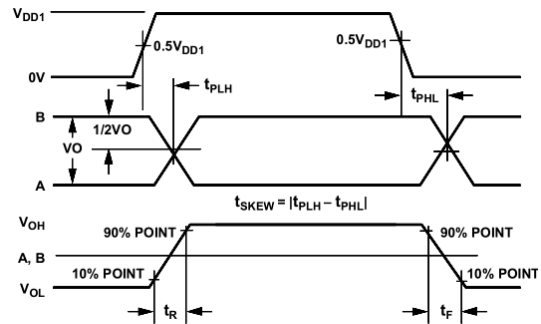 VDD1
0.5VDD1
0.5VDD1
0V
tPLH
tPHL
B
1/2VO
VO
A
tSKEW = |tPLH – tPHL|
VOH
90% POINT
90% POINT
A, B
10% POINT
10% POINT
VOL
tR
tF